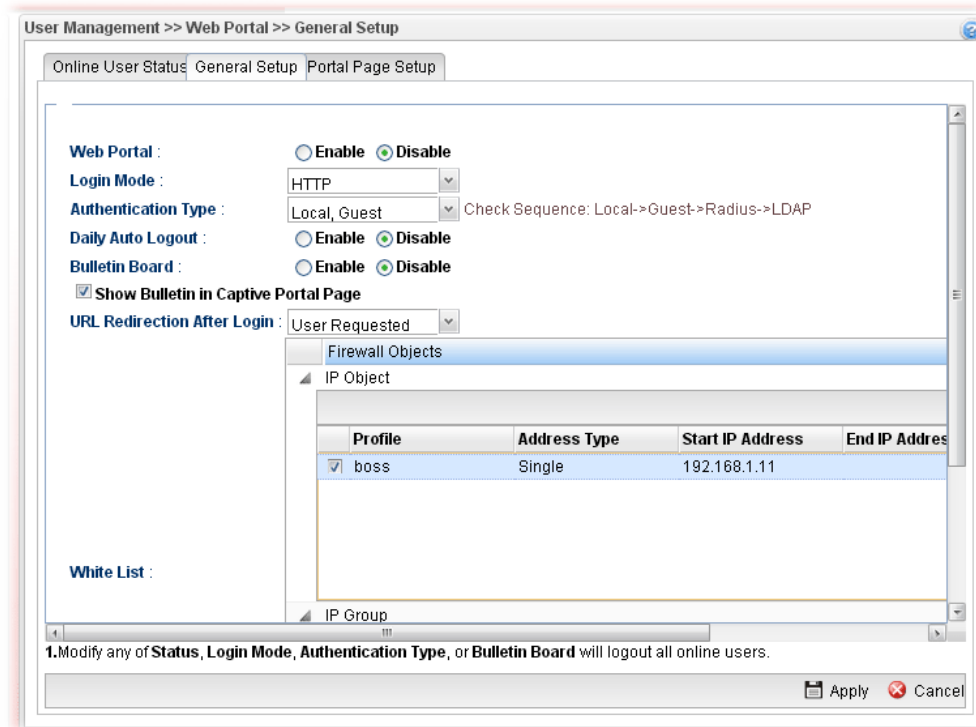 User Management >> Web Portal >> General Setup
Online User Status General Setup Portal Page Setup
Web Portal : Enable Disable
Login Mode : HTTP
Authentication Type : Local, Guest Check Sequence: Local->Guest->Radius->LDAP
Daily Auto Logout : Enable Disable
Bulletin Board : Enable Disable
Show Bulletin in Captive Portal Page
URL Redirection After Login : User Requested
Firewall Objects
IP Object
Profile Address Type Start IP Address End IP Addres
boss Single 192.168.1.11
White List :
IP Group
1.Modify any of Status, Login Mode, Authentication Type, or Bulletin Board will logout all online users.
Apply Cancel